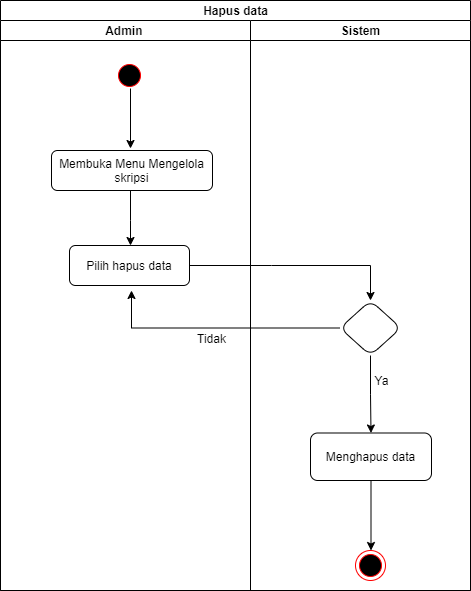 Hapus data
Admin
Sistem
Membuka Menu Mengelola
skripsi
Pilih hapus data
Tidak
Ya
Menghapus data